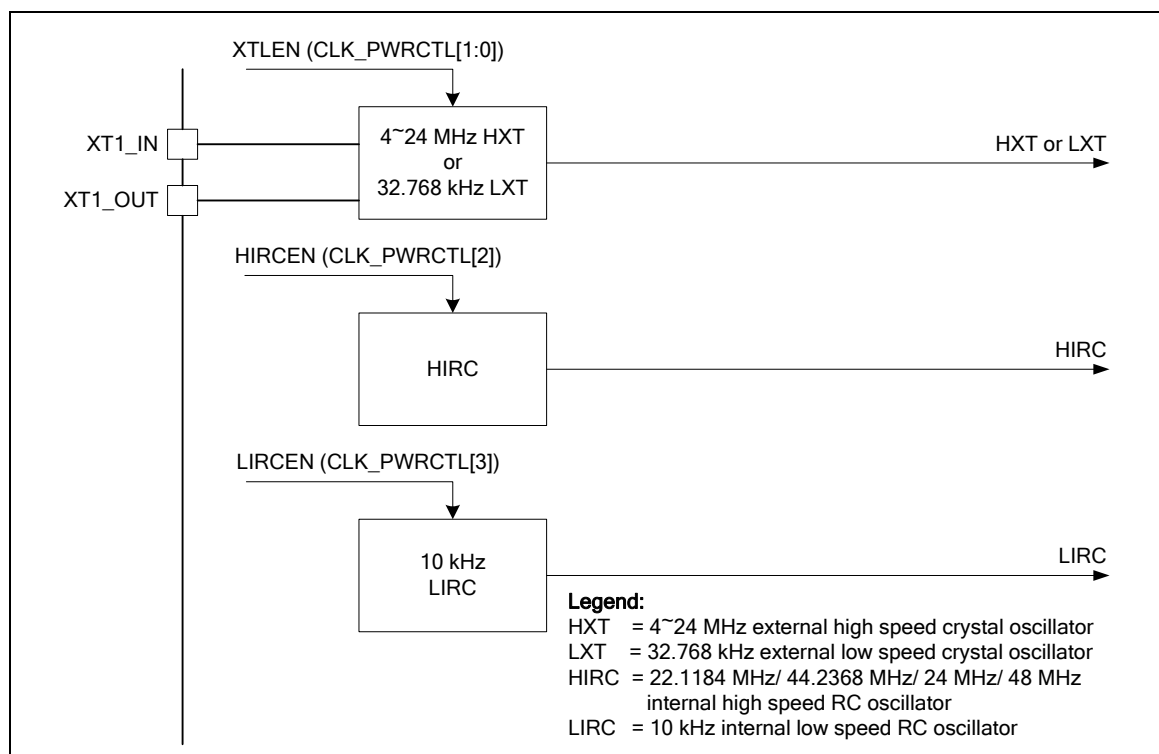 XTLEN (CLK_PWRCTL[1:0])
XT1_IN
XT1_OUT
4~24 MHz HXT
or
32.768 kHz LXT
HXT or LXT
HIRCEN (CLK_PWRCTL[2])
HIRC
HIRC
LIRCEN (CLK_PWRCTL[3])
10 kHz
LIRC
LIRC
Legend:
HXT = 4~24 MHz external high speed crystal oscillator
LXT = 32.768 kHz external low speed crystal oscillator
HIRC = 22.1184 MHz/ 44.2368 MHz/ 24 MHz/ 48 MHz
internal high speed RC oscillator
LIRC = 10 kHz internal low speed RC oscillator